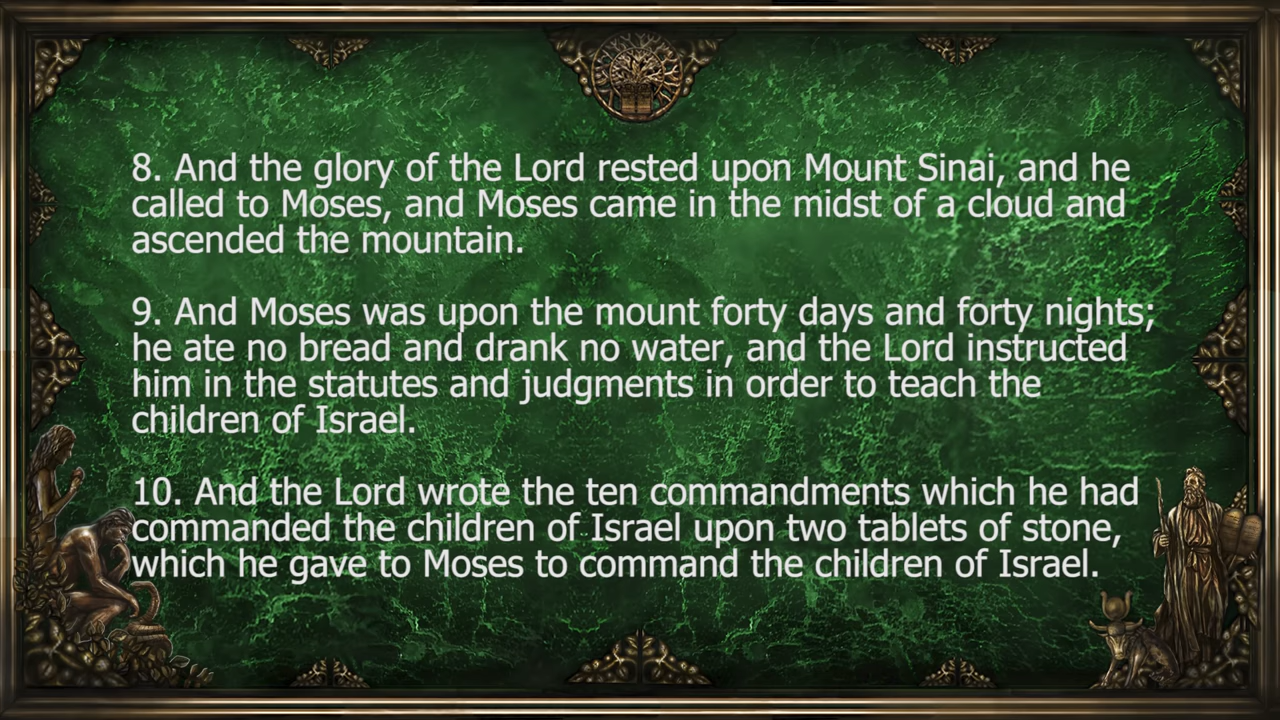 8. And the glory of the Lord rested upon Mount Sinai, and he
called to Moses, and Moses came in the midst of a cloud and
ascended the mountain.
9. And Moses was upon the mount forty days and forty nights;
he ate no bread and drank no water, and the Lord instructed
him in the statutes and judgments in order to teach the
children of Israel.
10. And the Lord wrote the ten commandments which he had
commanded the children of Israel upon two tablets of stone,
which he gave to Moses to command the children of Israel.